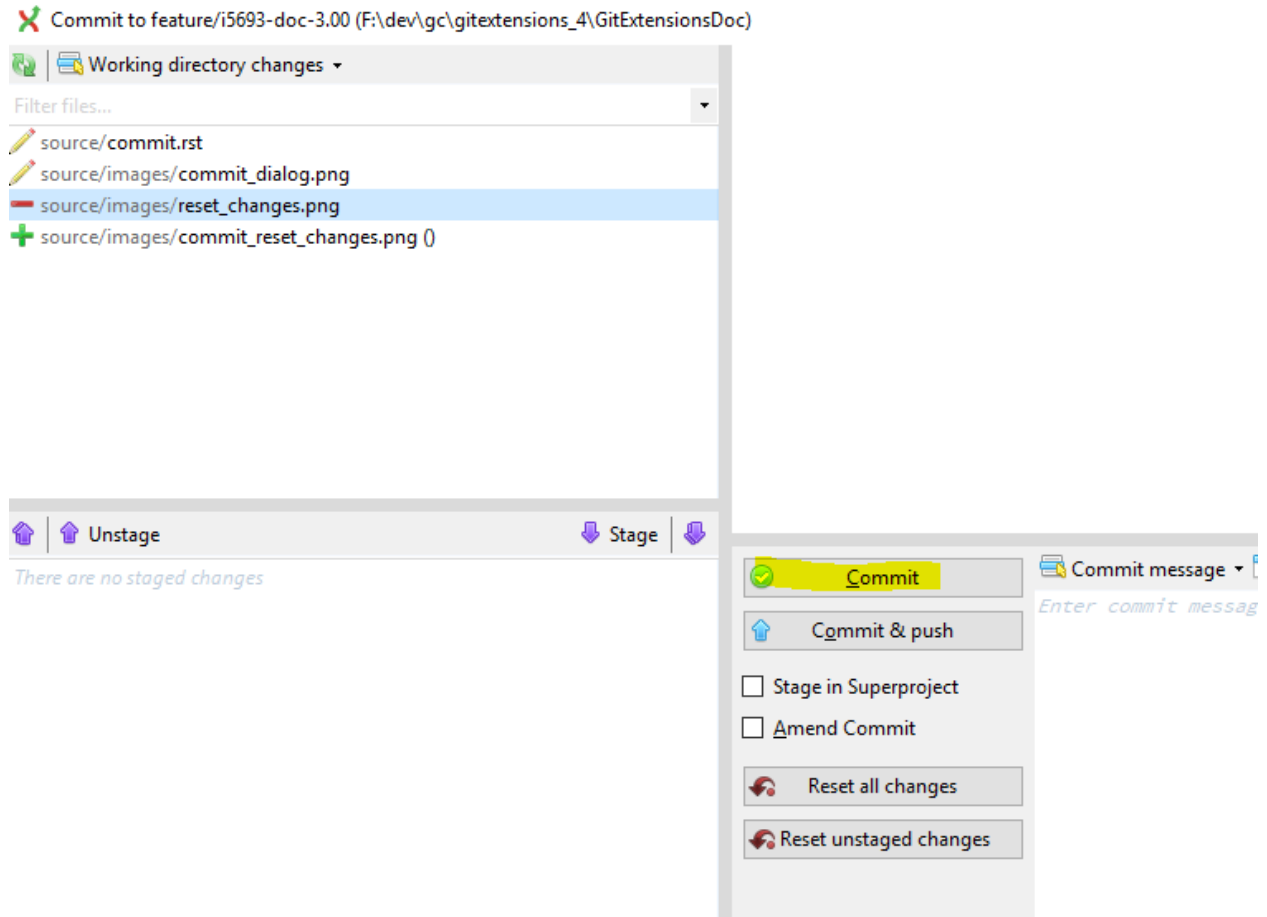 Commit to feature/i5693-doc-3.00 (F:\dev\gc\gitextensions_4\GitExtensionsDoc)
Working directory changes
Filter files...
source/commit.rst
source/images/commit_dialog.png
source/images/reset_changes.png
source/images/commit_reset_changes.png ()
Unstage
Stage
There are no staged changes
Commit
Commit & push
Stage in Superproject
Amend Commit
Reset all changes
Reset unstaged changes
Commit message
Enter commit messag